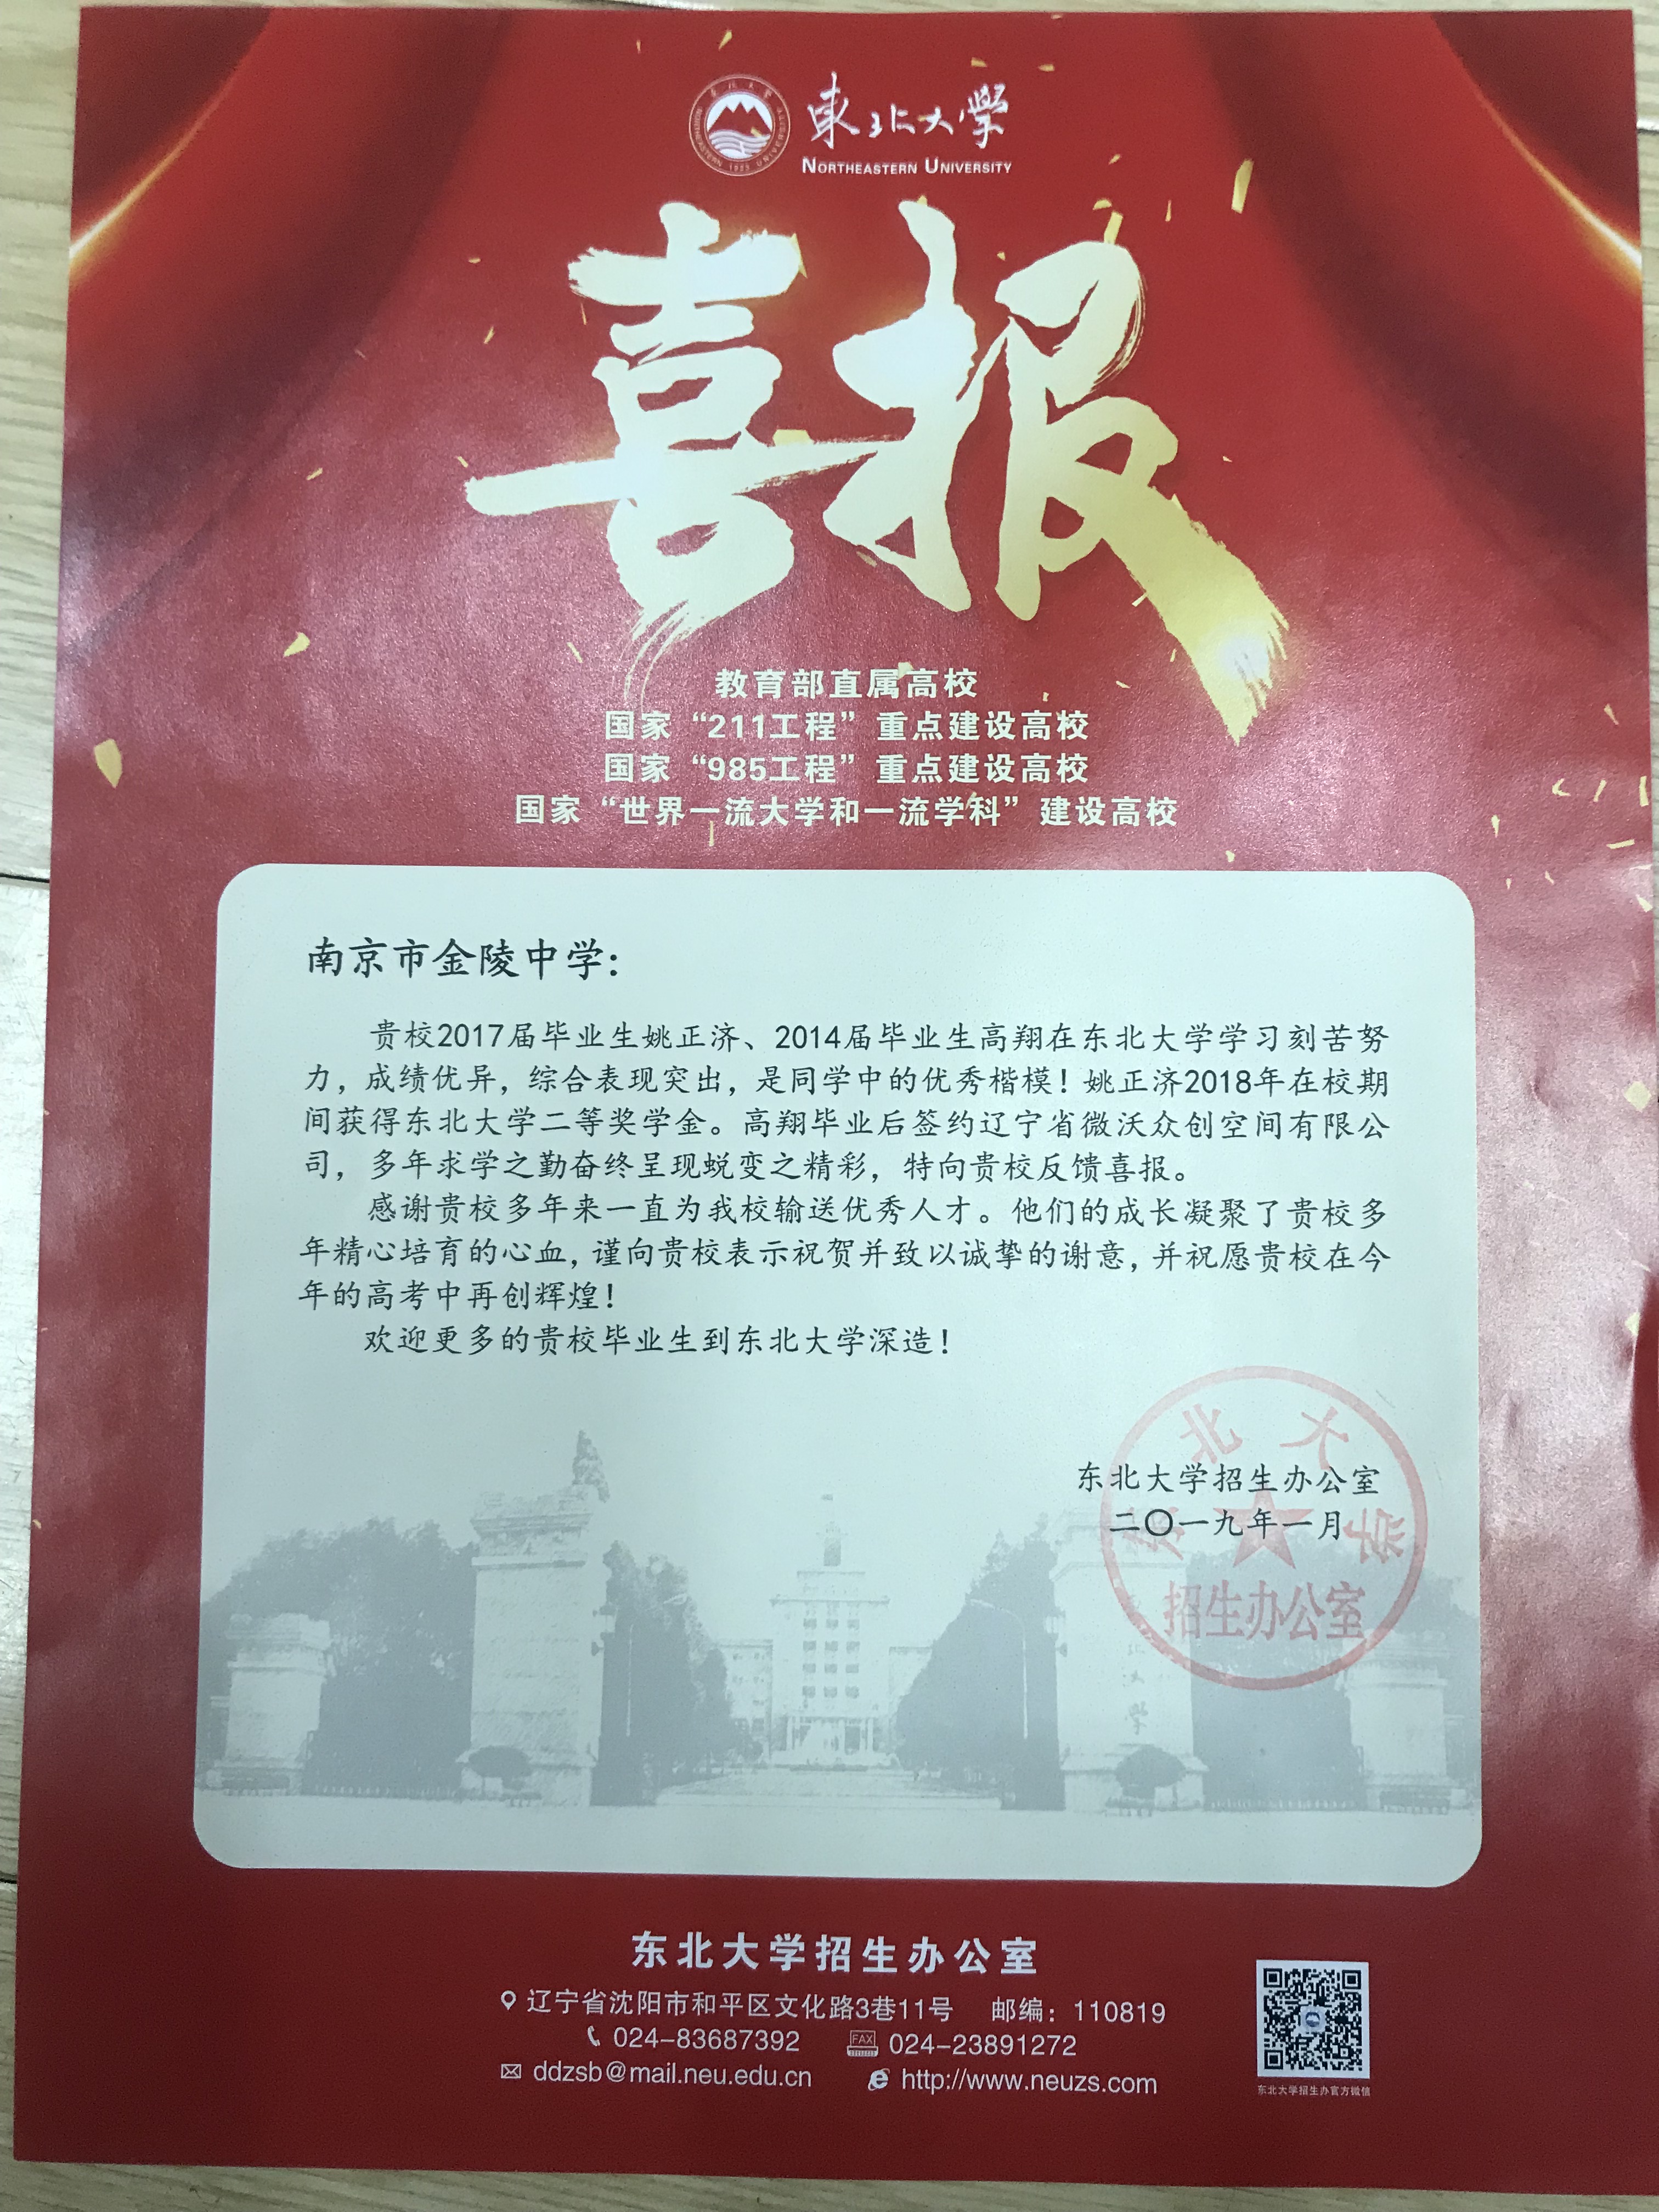 東北大學
NORTHEASTERN UNIVERSITY
喜报
教育部直属高校
国家“211工程”重点建设高校
国家“985工程”重点建设高校
国家“世界一流大学和一流学科”建设高校
南京市金陵中学：
贵校2017届毕业生姚正济、2014届毕业生高翔在东北大学学习刻苦努
力，成绩优异，综合表现突出，是同学中的优秀楷模！姚正济2018年在校期
间获得东北大学二等奖学金。高翔毕业后签约辽宁省微沃众创空间有限公
司，多年求学之勤奋终呈现蜕变之精彩，特向贵校反馈喜报。
感谢贵校多年来一直为我校输送优秀人才。他们的成长凝聚了贵校多
年精心培育的心血，谨向贵校表示祝贺并致以诚挚的谢意，并祝愿贵校在今
年的高考中再创辉煌！
欢迎更多的贵校毕业生到东北大学深造！
东北大学招生办公室
二〇一九年一月
东北大学
招生办公室
东北大学招生办公室
辽宁省沈阳市和平区文化路3巷11号 邮编：110819
024-83687392 FAX 024-23891272
ddzsb@mail.neu.edu.cn http://www.neuzs.com
东北大学招生办官方微信